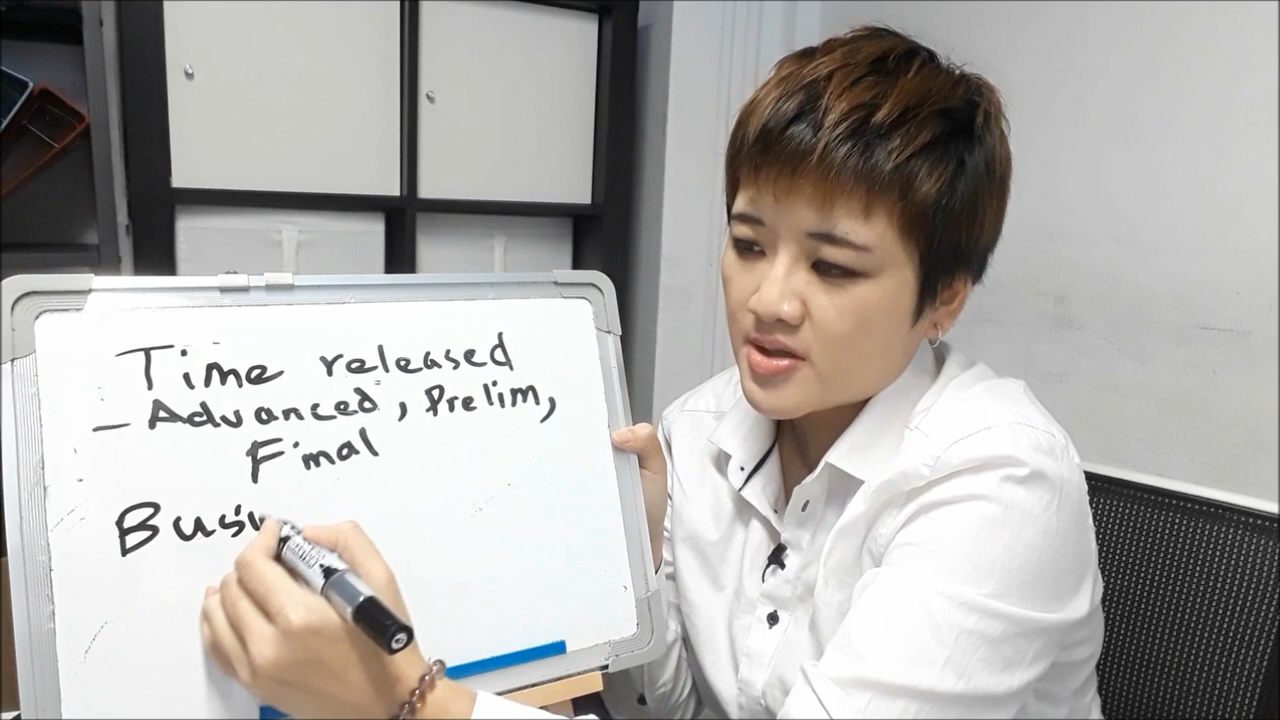 Time released
- Advanced, Prelim,
Final
Busi